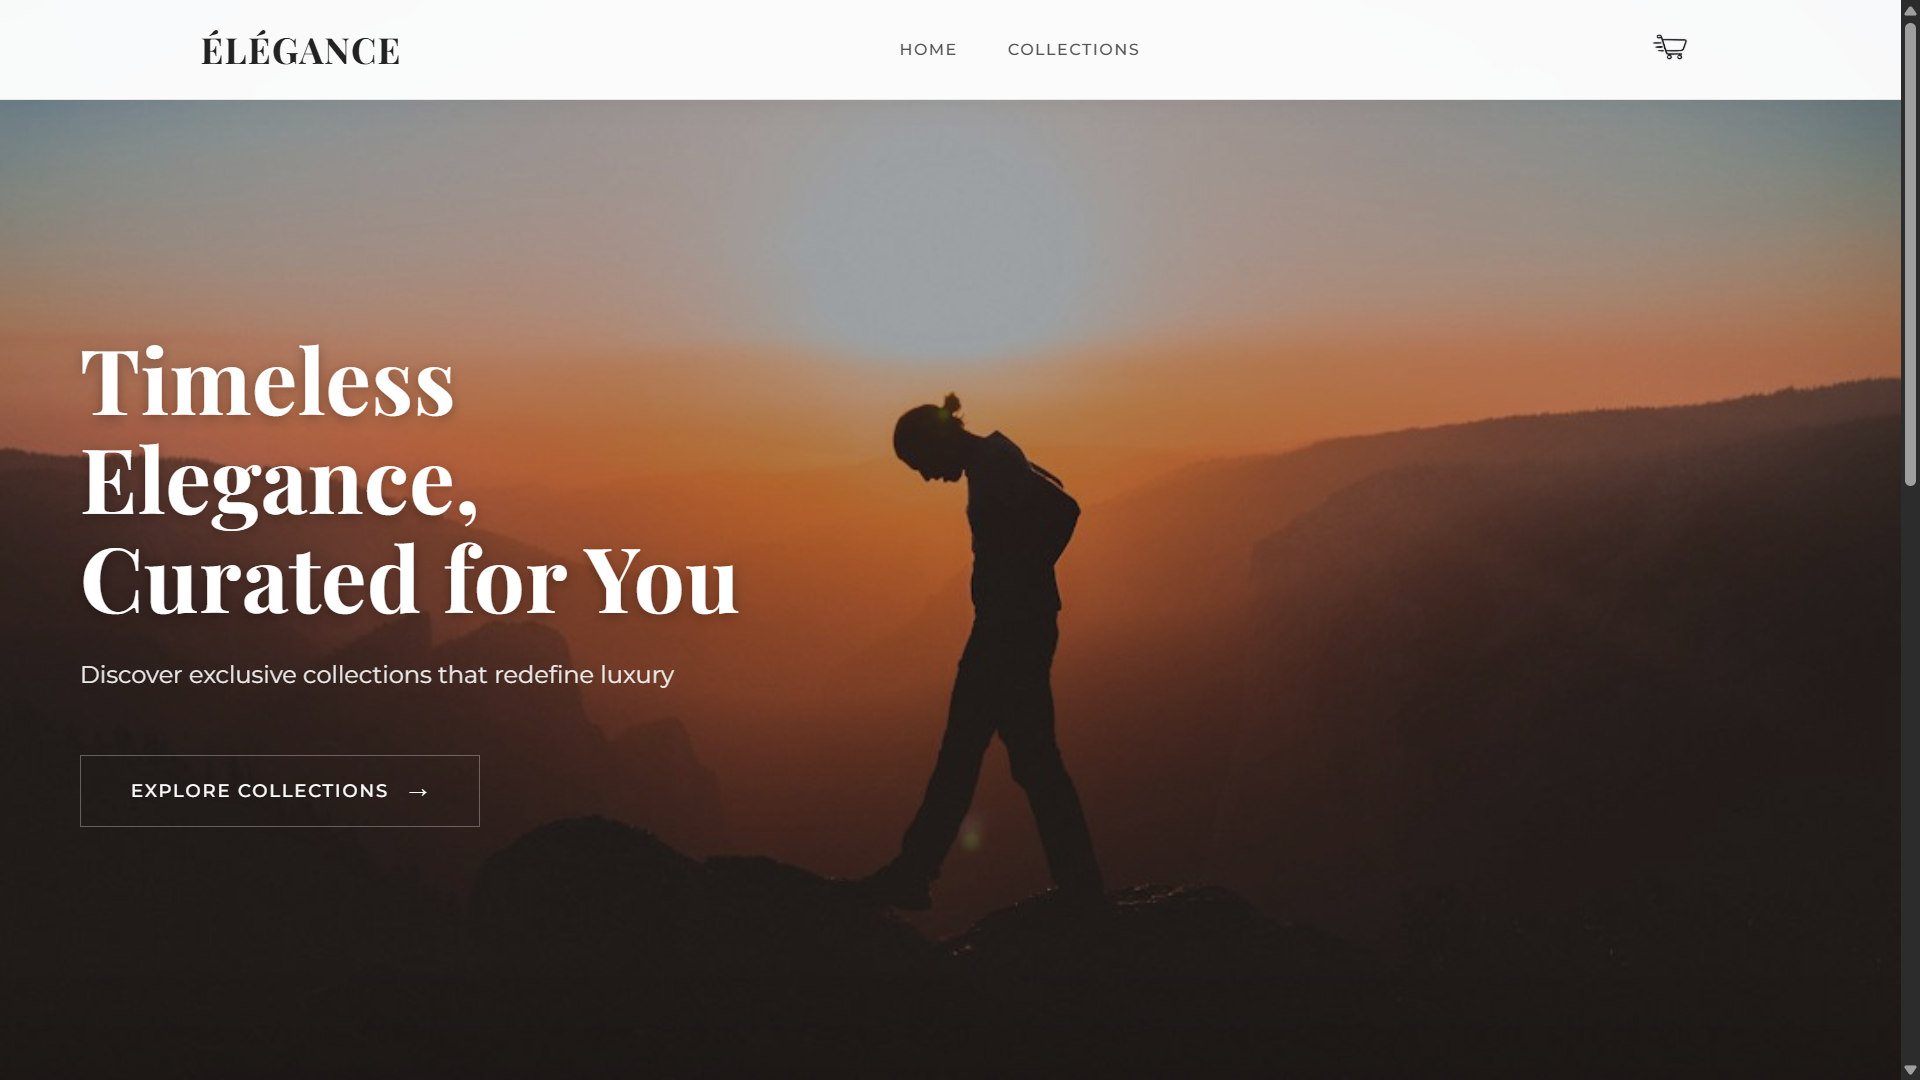 ÉLÉGANCE
HOME
COLLECTIONS
Timeless
Elegance,
Curated for You
Discover exclusive collections that redefine luxury
EXPLORE COLLECTIONS →